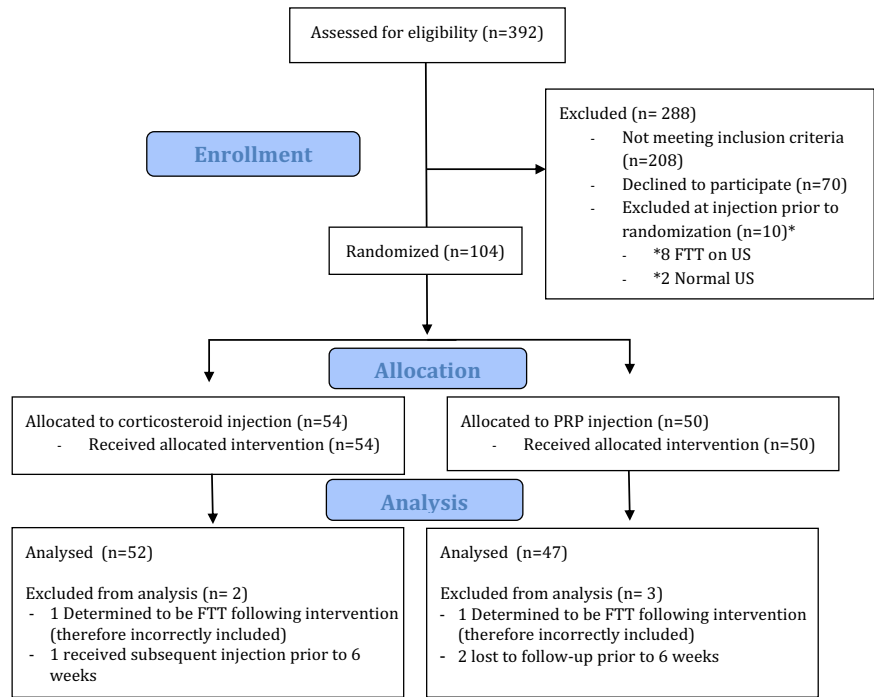 Assessed for eligibility (n=392)
Excluded (n= 288)
- Not meeting inclusion criteria
(n=208)
- Declined to participate (n=70)
- Excluded at injection prior to
randomization (n=10)*
- *8 FTT on US
- *2 Normal US
Enrollment
Randomized (n=104)
Allocation
Allocated to corticosteroid injection (n=54)
- Received allocated intervention (n=54)
Allocated to PRP injection (n=50)
- Received allocated intervention (n=50)
Analysis
Analysed (n=52)
Excluded from analysis (n= 2)
- 1 Determined to be FTT following intervention
(therefore incorrectly included)
- 1 received subsequent injection prior to 6
weeks
Analysed (n=47)
Excluded from analysis (n= 3)
- 1 Determined to be FTT following intervention
(therefore incorrectly included)
- 2 lost to follow-up prior to 6 weeks